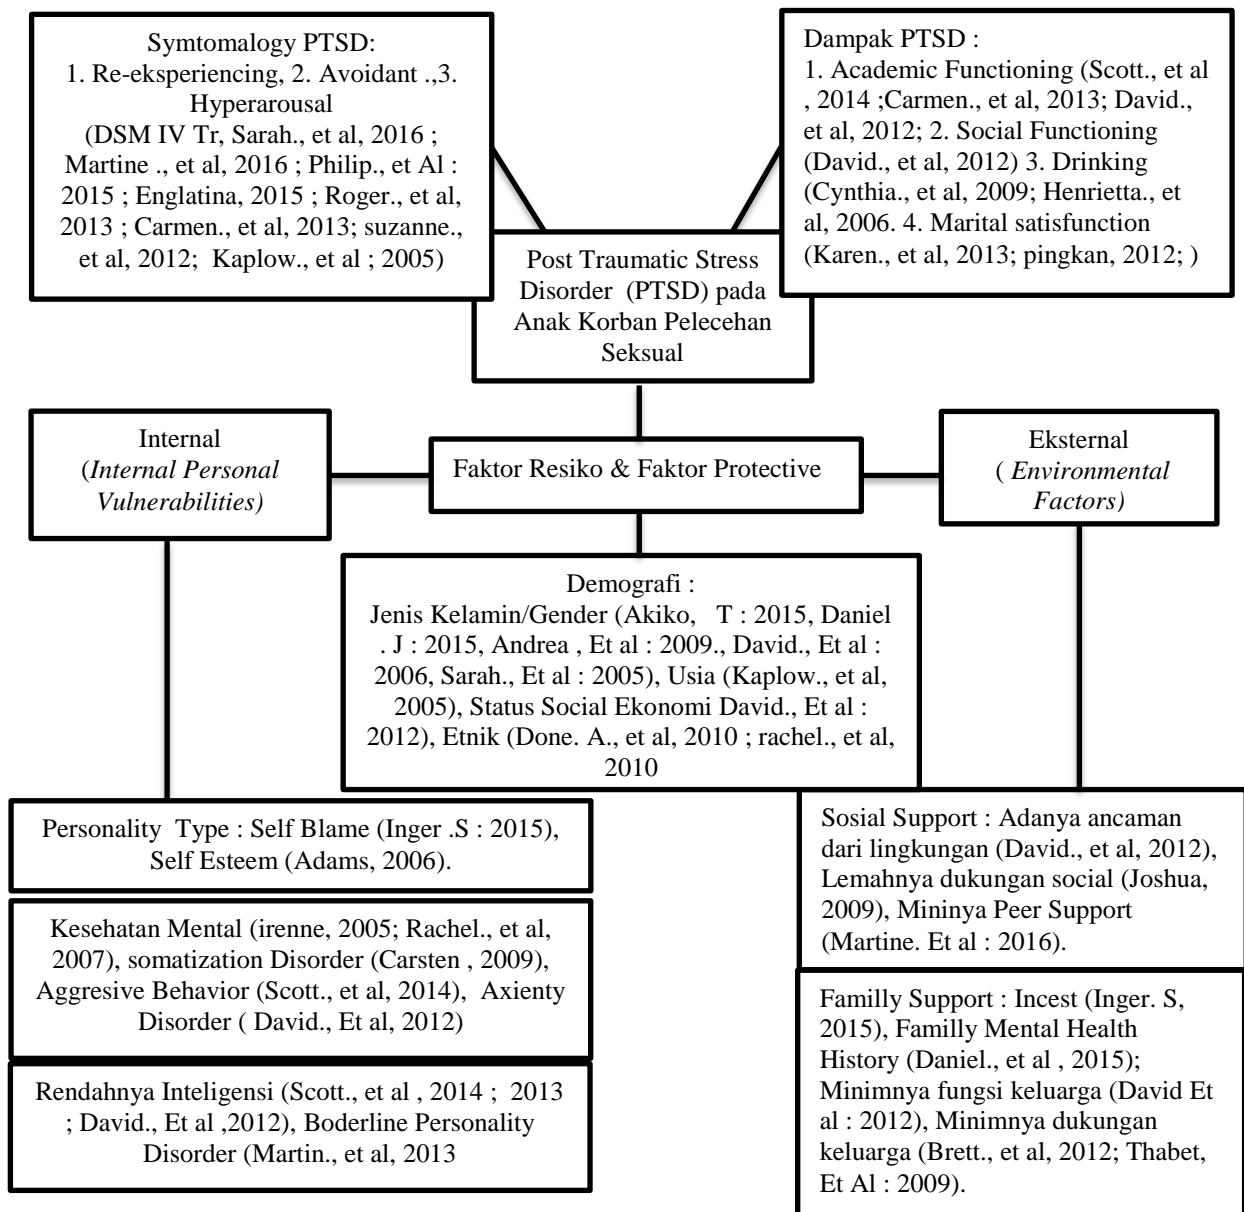 Symtomalogy PTSD:
1. Re-eksperiencing, 2. Avoidant .,3.
Hyperarousal
(DSM IV Tr, Sarah., et al, 2016 ;
Martine ., et al, 2016 ; Philip., et Al :
2015 ; Englatina, 2015 ; Roger., et al,
2013 ; Carmen., et al, 2013; suzanne.,
et al, 2012; Kaplow., et al ; 2005)
Dampak PTSD :
1. Academic Functioning (Scott., et al
, 2014 ;Carmen., et al, 2013; David.,
et al, 2012; 2. Social Functioning
(David., et al, 2012) 3. Drinking
(Cynthia., et al, 2009; Henrietta., et
al, 2006. 4. Marital satisfunction
(Karen., et al, 2013; pingkan, 2012; )
Post Traumatic Stress
Disorder (PTSD) pada
Anak Korban Pelecehan
Seksual
Internal
(Internal Personal
Vulnerabilities)
Faktor Resiko & Faktor Protective
Eksternal
( Environmental
Factors)
Demografi :
Jenis Kelamin/Gender (Akiko, T : 2015, Daniel
. J : 2015, Andrea , Et al : 2009., David., Et al :
2006, Sarah., Et al : 2005), Usia (Kaplow., et al,
2005), Status Social Ekonomi David., Et al :
2012), Etnik (Done. A., et al, 2010 ; rachel., et al,
2010
Personality Type : Self Blame (Inger .S : 2015),
Self Esteem (Adams, 2006).
Kesehatan Mental (irenne, 2005; Rachel., et al,
2007), somatization Disorder (Carsten , 2009),
Aggresive Behavior (Scott., et al, 2014), Axienty
Disorder ( David., Et al, 2012)
Rendahnya Inteligensi (Scott., et al , 2014 ; 2013
; David., Et al ,2012), Boderline Personality
Disorder (Martin., et al, 2013
Sosial Support : Adanya ancaman
dari lingkungan (David., et al, 2012),
Lemahnya dukungan social (Joshua,
2009), Mininya Peer Support
(Martine. Et al : 2016).
Familly Support : Incest (Inger. S,
2015), Familly Mental Health
History (Daniel., et al , 2015);
Minimnya fungsi keluarga (David Et
al : 2012), Minimnya dukungan
keluarga (Brett., et al, 2012; Thabet,
Et Al : 2009).